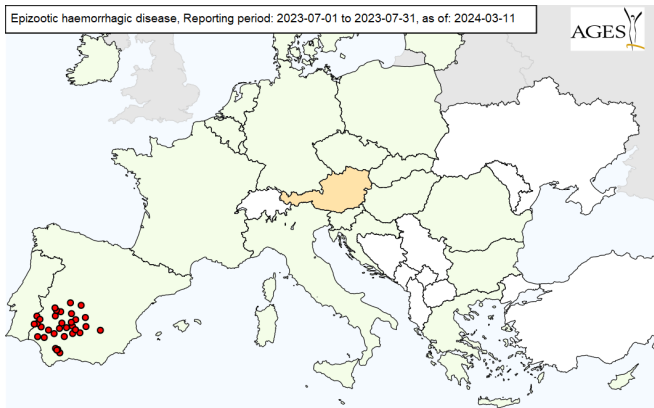 Epizootic haemorrhagic disease, Reporting period: 2023-07-01 to 2023-07-31, as of: 2024-03-11
AGES